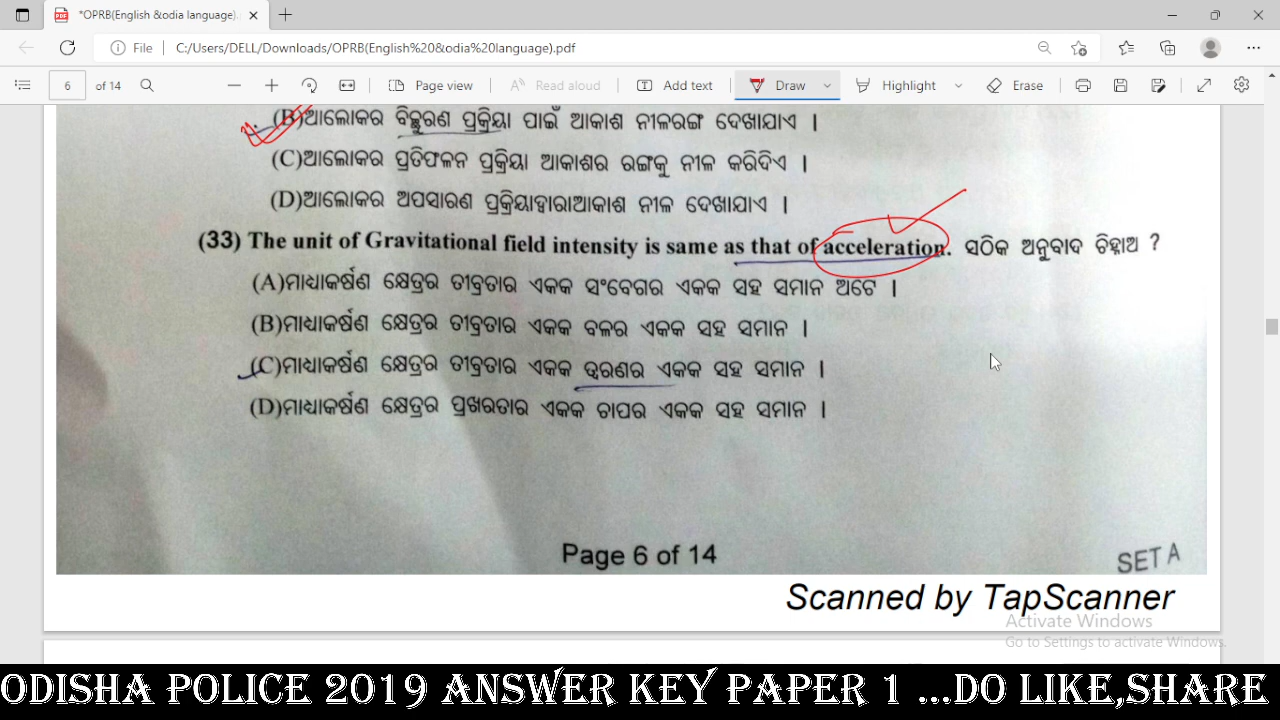 *OPRB(English &odia language).
File | C:/Users/DELL/Downloads/OPRB(English%20&odia%20language).pdf
6 of 14 Page view Read aloud Add text Draw Highlight Erase
(B)ଆଲୋକର ବିଚ୍ଛୁରଣ ପ୍ରକ୍ରିୟା ପାଇଁ ଆକାଶ ନୀଳରଙ୍ଗ ଦେଖାଯାଏ ।
(C)ଆଲୋକର ପ୍ରତିଫଳନ ପ୍ରକ୍ରିୟା ଆକାଶର ରଙ୍ଗକୁ ନୀଳ କରିଦିଏ ।
(D)ଆଲୋକର ଅପସାରଣ ପ୍ରକ୍ରିୟାଦ୍ୱାରାଆକାଶ ନୀଳ ଦେଖାଯାଏ ।
(33) The unit of Gravitational field intensity is same as that of acceleration. ସଠିକ ଅନୁବାଦ ଚିହ୍ନାଅ ?
(A)ମାଧ୍ୟାକର୍ଷଣ କ୍ଷେତ୍ରର ତୀବ୍ରତାର ଏକକ ସଂବେଗର ଏକକ ସହ ସମାନ ଅଟେ ।
(B)ମାଧ୍ୟାକର୍ଷଣ କ୍ଷେତ୍ରର ତୀବ୍ରତାର ଏକକ ବଳର ଏକକ ସହ ସମାନ ।
(C)ମାଧ୍ୟାକର୍ଷଣ କ୍ଷେତ୍ରର ତୀବ୍ରତାର ଏକକ ତ୍ୱରଣର ଏକକ ସହ ସମାନ ।
(D)ମାଧ୍ୟାକର୍ଷଣ କ୍ଷେତ୍ରର ପ୍ରଖରତାର ଏକକ ଚାପର ଏକକ ସହ ସମାନ ।
Page 6 of 14
SET A
Scanned by TapScanner
Activate Windows
Go to Settings to activate Windows.
ODISHA POLICE 2019 ANSWER KEY PAPER 1 ...DO LIKE,SHARE